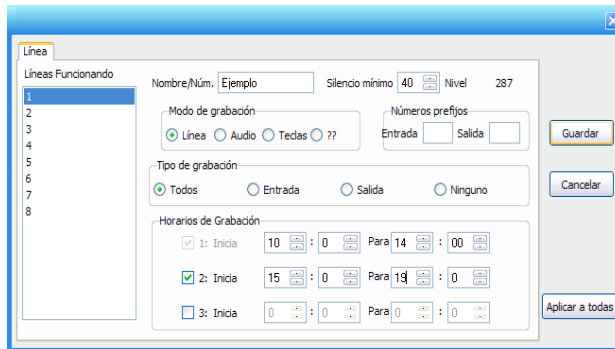 Línea
Líneas Funcionando
1
2
3
4
5
6
7
8
Nombre/Núm. Ejemplo Silencio mínimo 40 Nivel 287
Modo de grabación
Línea Audio Teclas ??
Números prefijos
Entrada Salida
Tipo de grabación
Todos Entrada Salida Ninguno
Horarios de Grabación
1: Inicia 10 : 0 Para 14 : 00
2: Inicia 15 : 0 Para 19 : 0
3: Inicia 0 : 0 Para 0 : 0
Guardar
Cancelar
Aplicar a todas